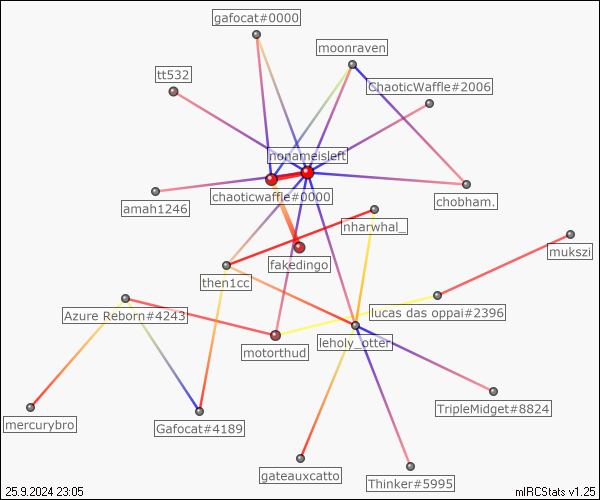 gafocat#0000
moonraven
tt532
ChaoticWaffle#2006
nonameisleft
chaoticwaffle#0000
amah1246
chobham.
nharwhal_
mukszi
fakedingo
then1cc
Azure Reborn#4243
lucas das oppai#2396
motorthud
leholy_otter
TripleMidget#8824
mercurybro
Gafocat#4189
gateauxcatto
Thinker#5995
25.9.2024 23:05
mIRCStats v1.25